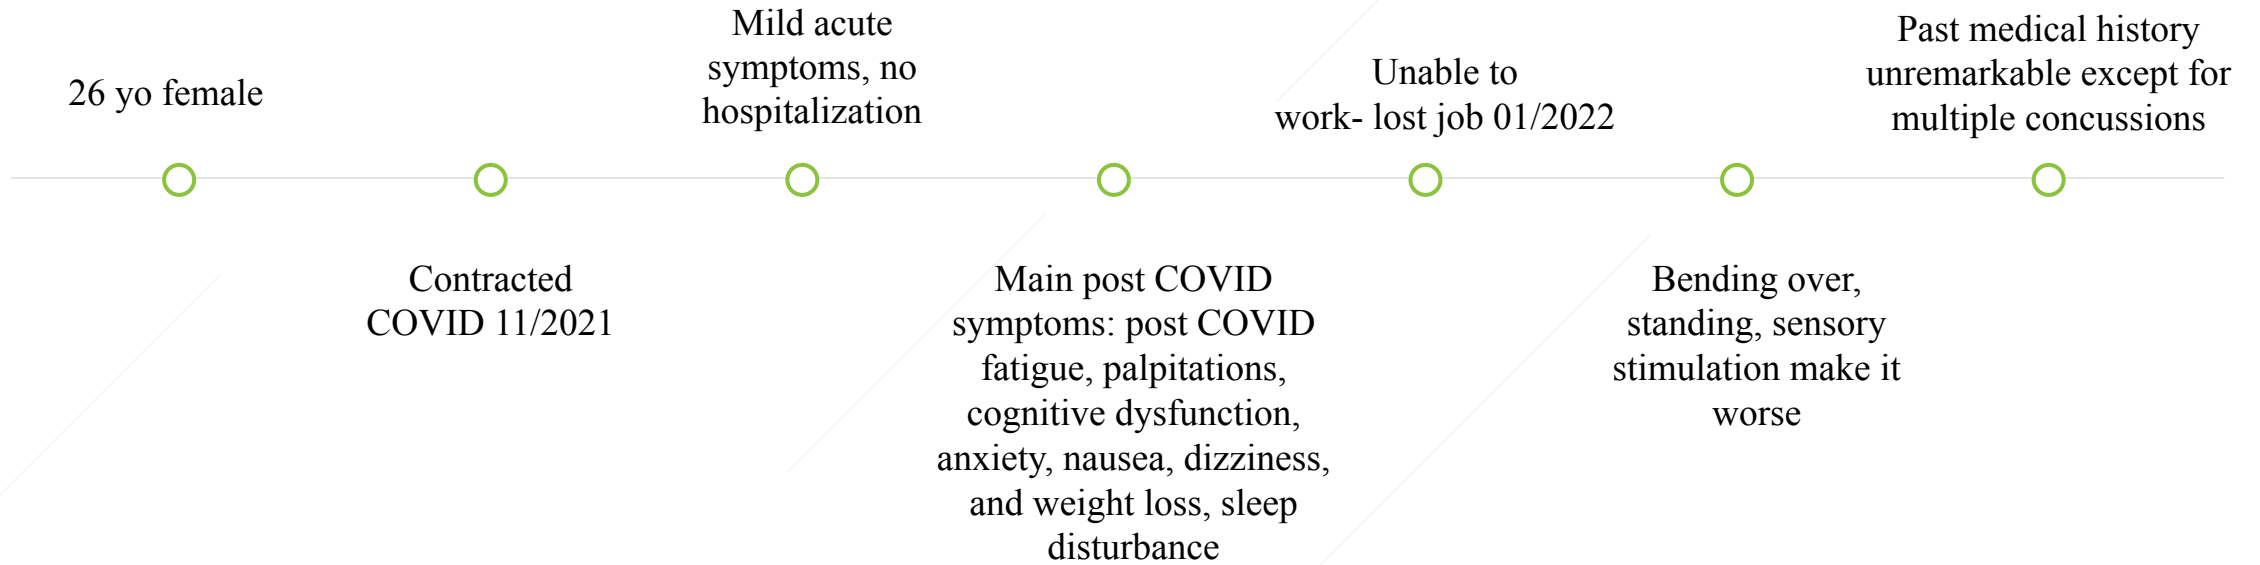 26 yo female
Contracted
COVID 11/2021
Mild acute
symptoms, no
hospitalization
Main post COVID
symptoms: post COVID
fatigue, palpitations,
cognitive dysfunction,
anxiety, nausea, dizziness,
and weight loss, sleep
disturbance
Unable to
work- lost job 01/2022
Bending over,
standing, sensory
stimulation make it
worse
Past medical history
unremarkable except for
multiple concussions